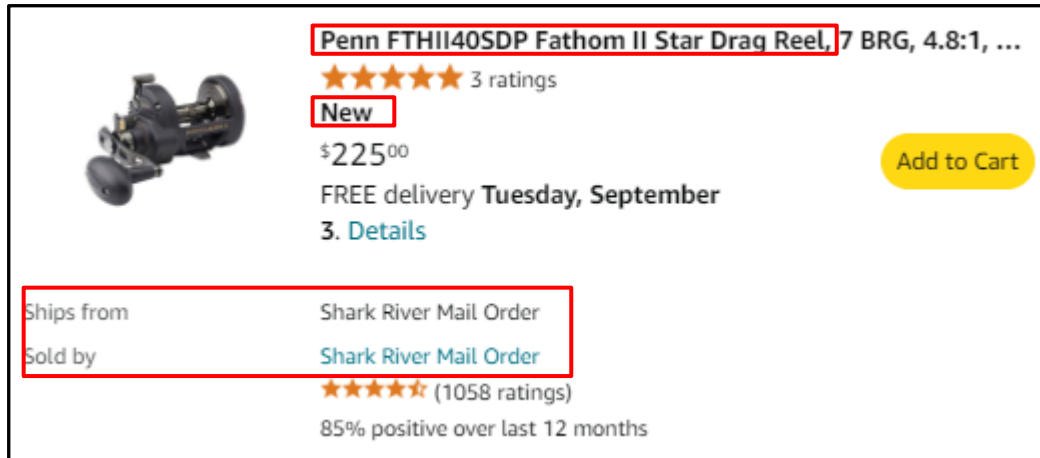 Penn FTHII40SDP Fathom II Star Drag Reel, 7 BRG, 4.8:1, ...
3 ratings
New
$22500
Add to Cart
FREE delivery Tuesday, September
3. Details
Ships from Shark River Mail Order
Sold by Shark River Mail Order
(1058 ratings)
85% positive over last 12 months